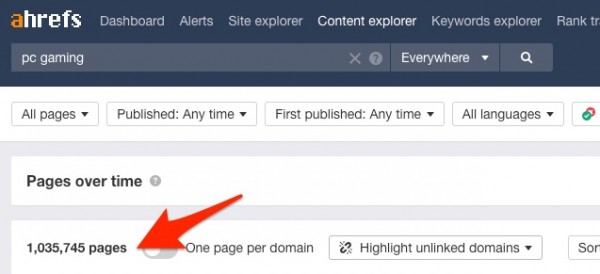 ahrefs Dashboard Alerts Site explorer Content explorer Keywords explorer Rank tra
pc gaming Everywhere
All pages Published: Any time First published: Any time All languages
Pages over time
1,035,745 pages One page per domain Highlight unlinked domains Sor